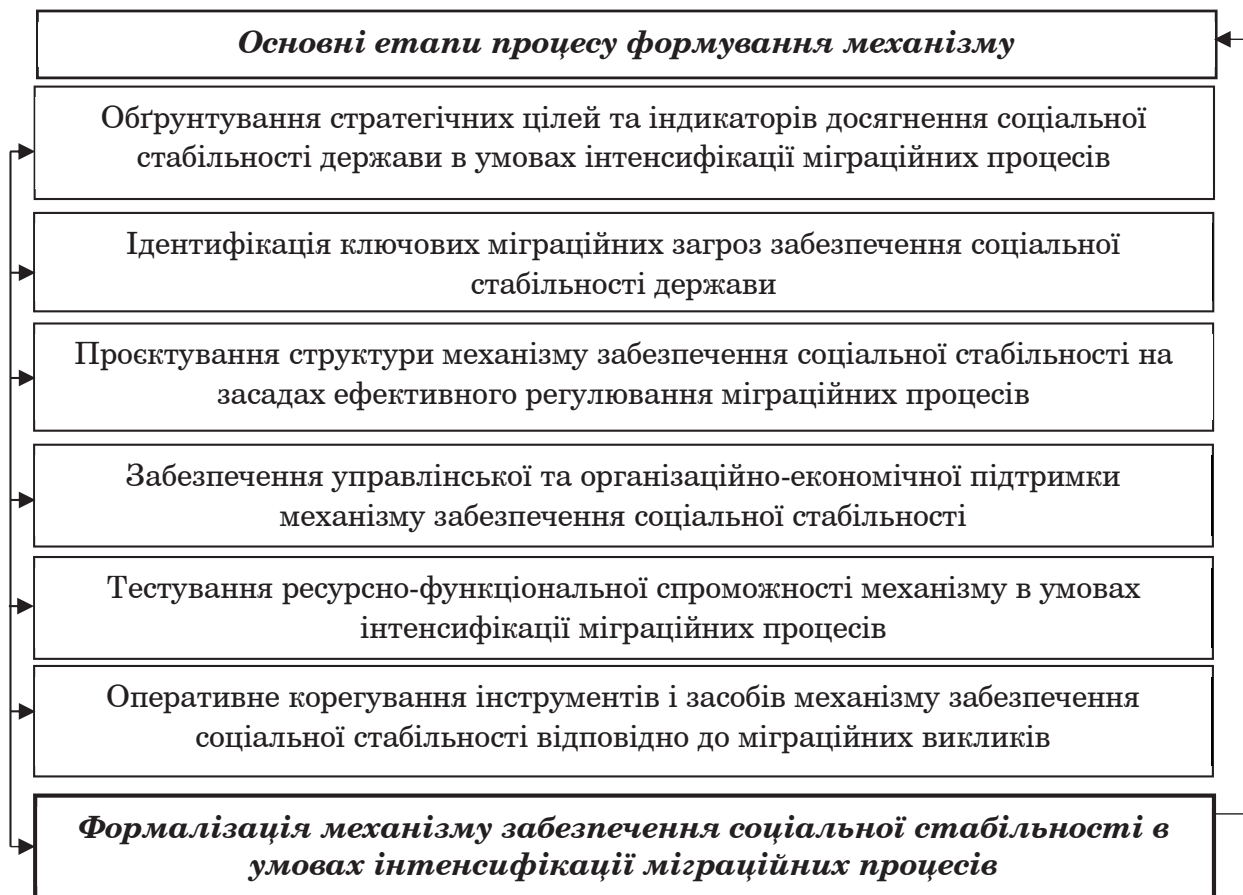 Основні етапи процесу формування механізму
Обґрунтування стратегічних цілей та індикаторів досягнення соціальної
стабільності держави в умовах інтенсифікації міграційних процесів
Ідентифікація ключових міграційних загроз забезпечення соціальної
стабільності держави
Проєктування структури механізму забезпечення соціальної стабільності на
засадах ефективного регулювання міграційних процесів
Забезпечення управлінської та організаційно-економічної підтримки
механізму забезпечення соціальної стабільності
Тестування ресурсно-функціональної спроможності механізму в умовах
інтенсифікації міграційних процесів
Оперативне корегування інструментів і засобів механізму забезпечення
соціальної стабільності відповідно до міграційних викликів
Формалізація механізму забезпечення соціальної стабільності в
умовах інтенсифікації міграційних процесів